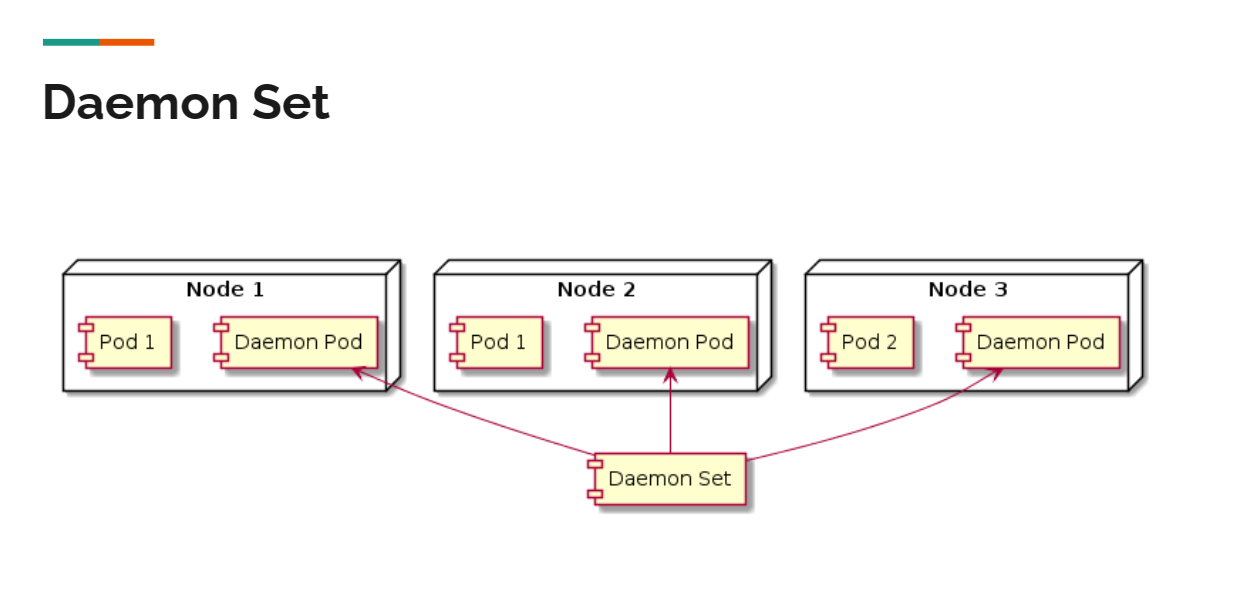 Daemon Set
Node 1
Pod 1
Daemon Pod
Node 2
Pod 1
Daemon Pod
Node 3
Pod 2
Daemon Pod
Daemon Set